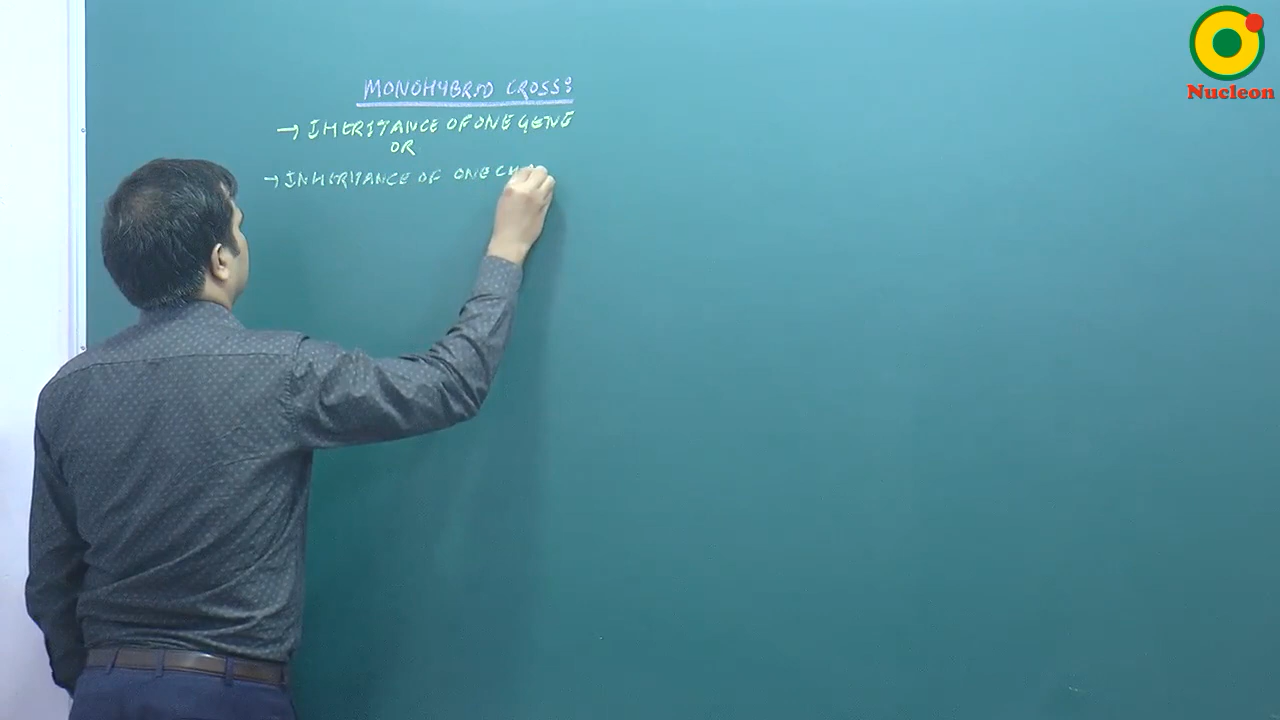 MONOHYBRID CROSS:
→ INHERITANCE OF ONE GENE
OR
→ INHERITANCE OF ONE
Nucleon